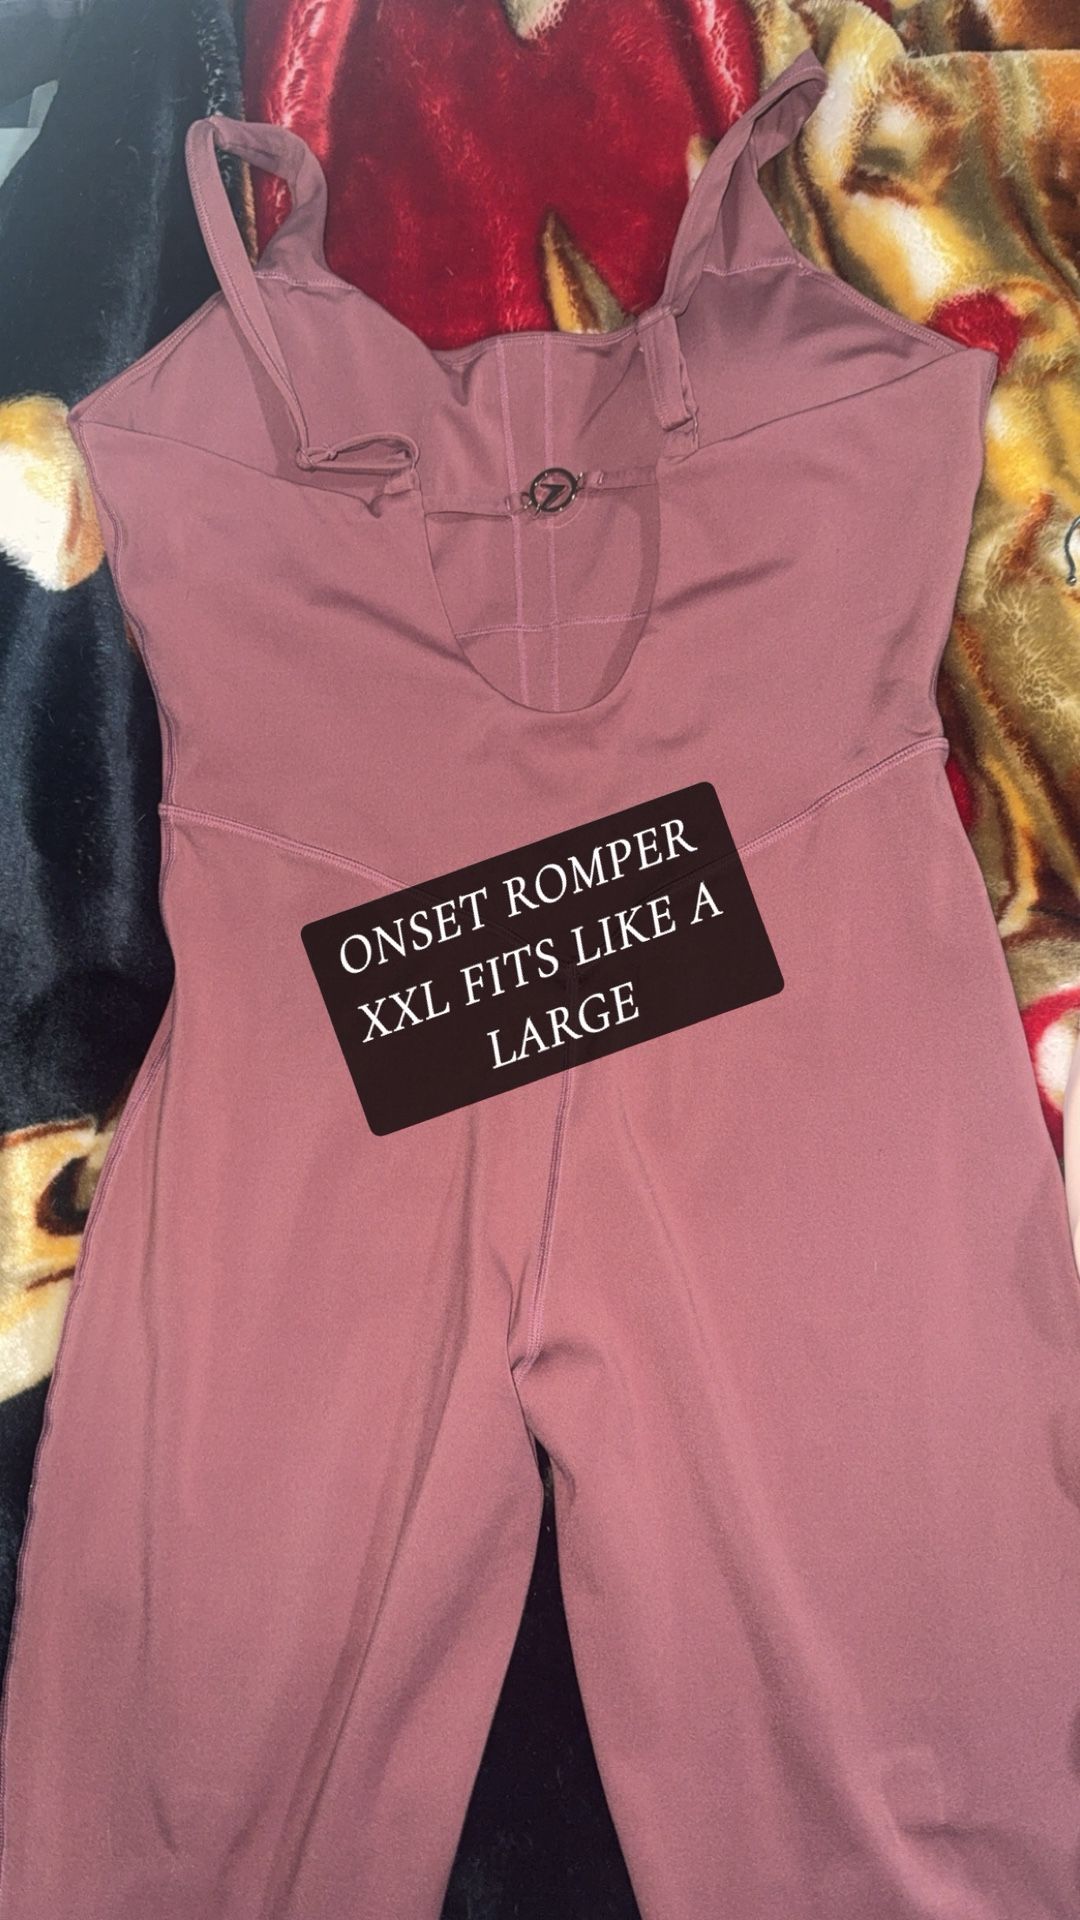 ONSET ROMPER
XXL FITS LIKE A
LARGE